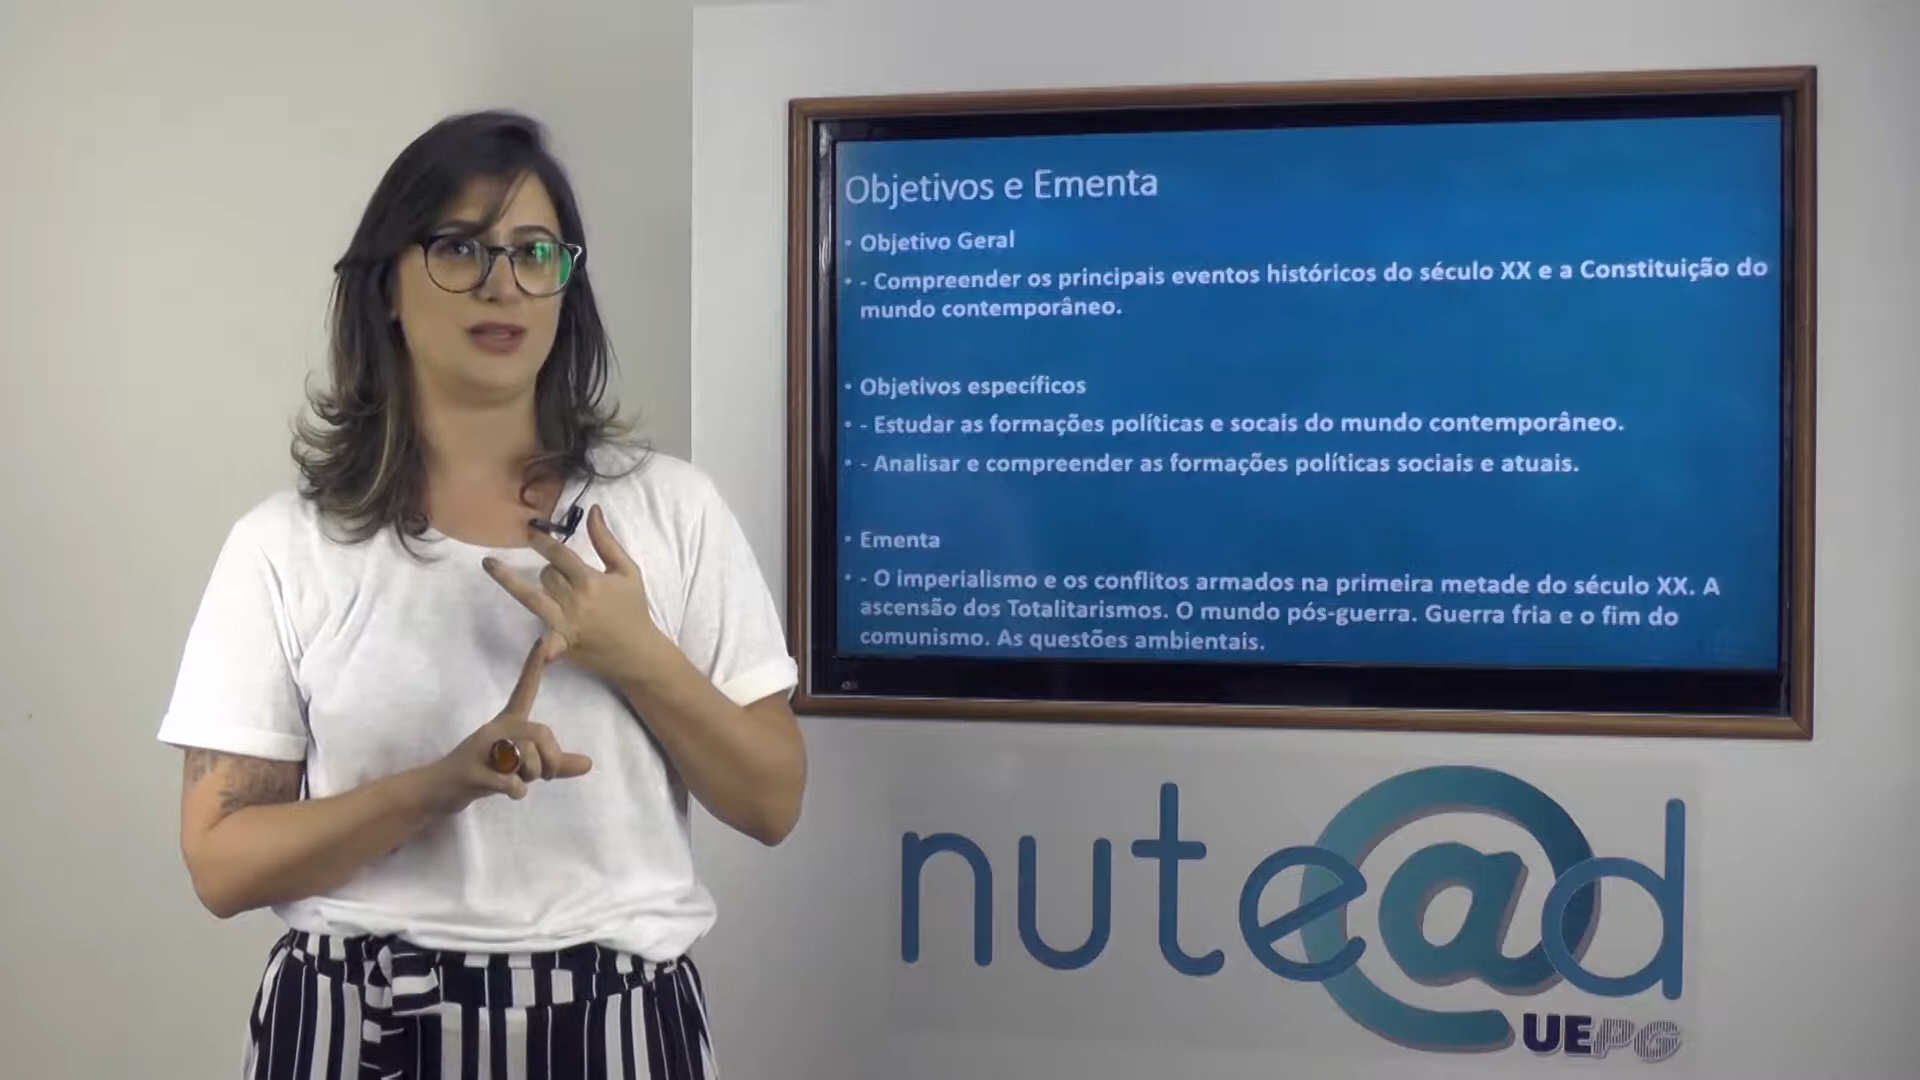 Objetivos e Ementa
• Objetivo Geral
• - Compreender os principais eventos históricos do século XX e a Constituição do
mundo contemporâneo.
• Objetivos específicos
• - Estudar as formações políticas e socais do mundo contemporâneo.
• - Analisar e compreender as formações políticas sociais e atuais.
• Ementa
• - O imperialismo e os conflitos armados na primeira metade do século XX. A
ascensão dos Totalitarismos. O mundo pós-guerra. Guerra fria e o fim do
comunismo. As questões ambientais.
nute@d
UEPG